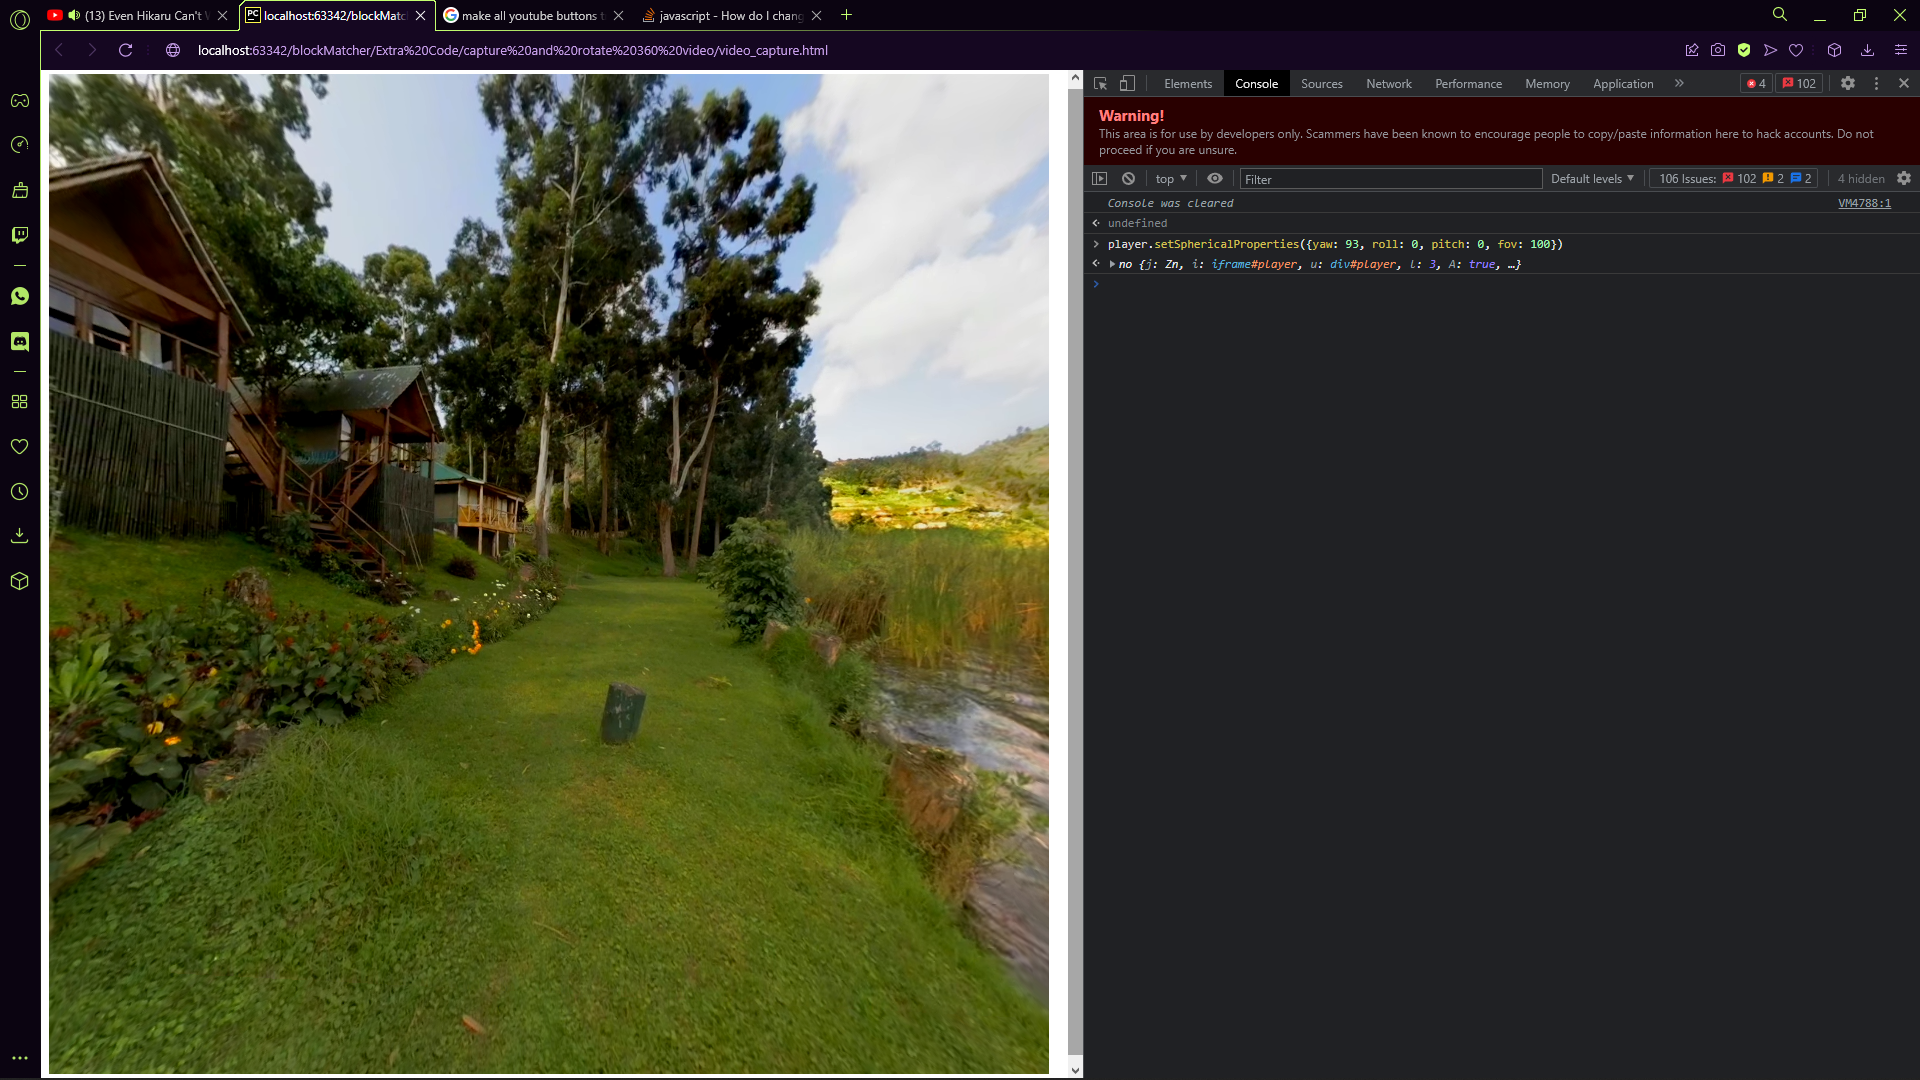 (13) Even Hikaru Can't
PC localhost:63342/blockMatc
make all youtube buttons t
javascript - How do I chang
localhost:63342/blockMatcher/Extra%20Code/capture%20and%20rotate%20360%20video/video_capture.html
Elements Console Sources Network Performance Memory Application » 4 102
Warning!
This area is for use by developers only. Scammers have been known to encourage people to copy/paste information here to hack accounts. Do not
proceed if you are unsure.
top Filter Default levels 106 Issues: 102 2 2 4 hidden
Console was cleared VM4788:1
undefined
player.setSphericalProperties({yaw: 93, roll: 0, pitch: 0, fov: 100})
no {j: Zn, i: iframe#player, u: div#player, l: 3, A: true, …}